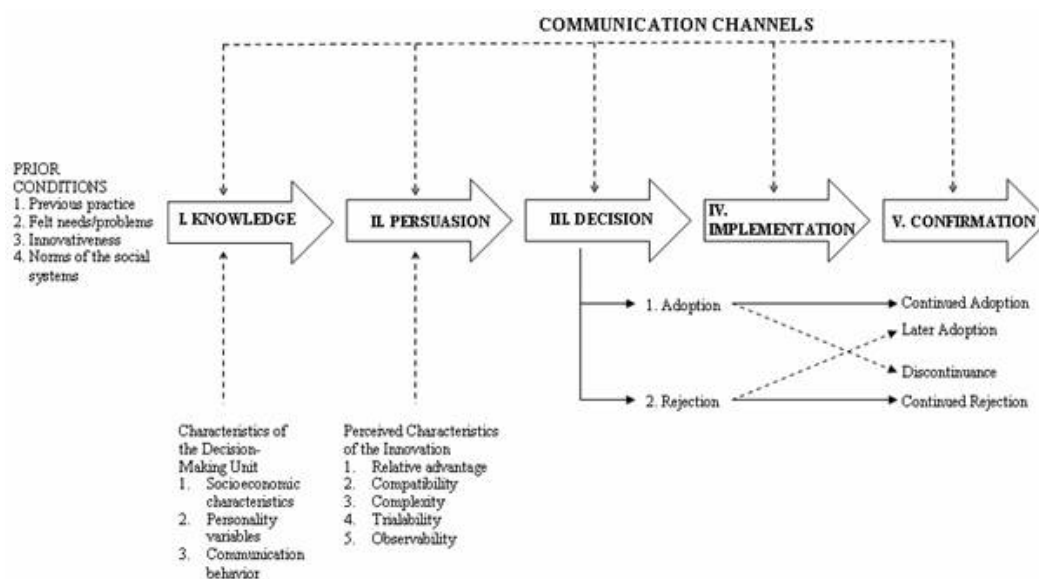 COMMUNICATION CHANNELS
PRIOR
CONDITIONS
1. Previous practice
2. Felt needs/problems
3. Innovativeness
4. Norms of the social
systems
I. KNOWLEDGE
II. PERSUASION
III. DECISION
IV.
IMPLEMENTATION
V. CONFIRMATION
1. Adoption
Continued Adoption
Later Adoption
Discontinuance
2. Rejection
Continued Rejection
Characteristics of
the Decision-
Making Unit
1. Socioeconomic
characteristics
2. Personality
variables
3. Communication
behavior
Perceived Characteristics
of the Innovation
1. Relative advantage
2. Compatibility
3. Complexity
4. Trialability
5. Observability